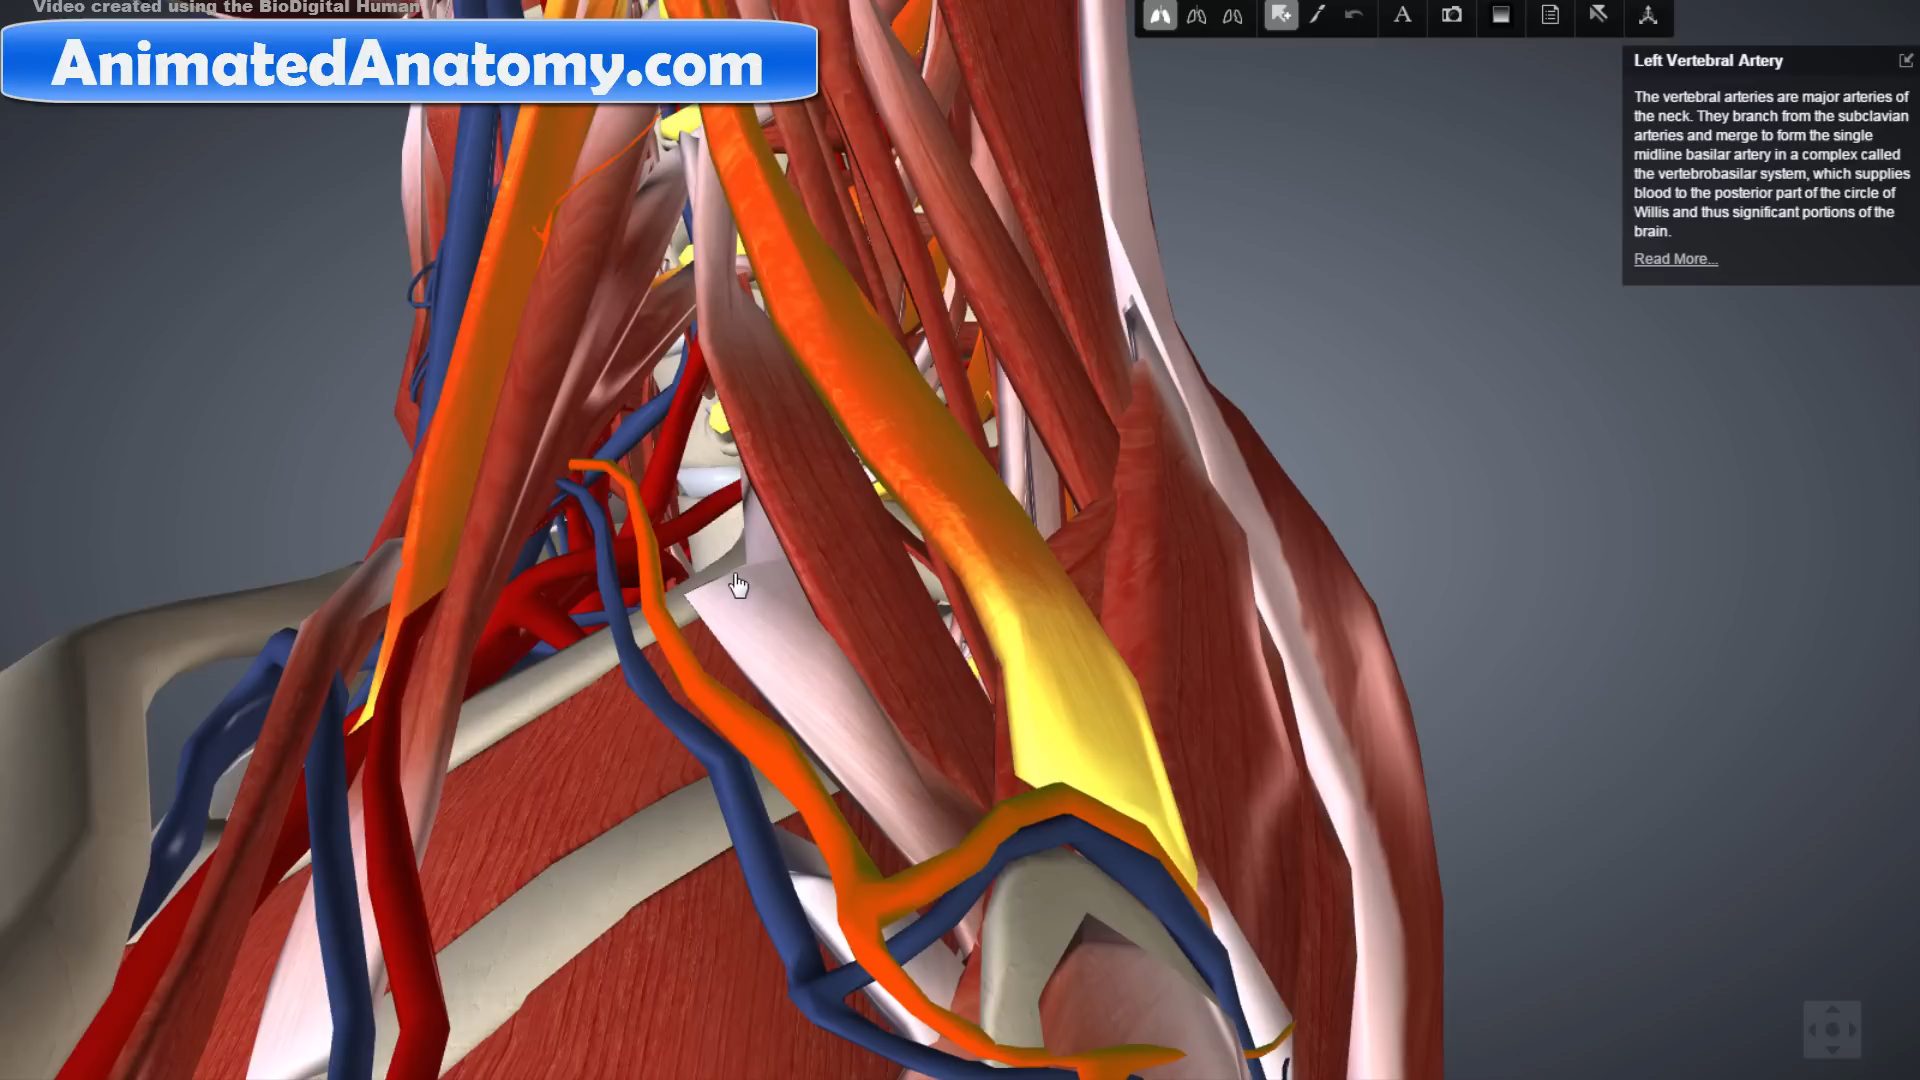 Video created using the BioDigital Human
AnimatedAnatomy.com
A
Left Vertebral Artery
The vertebral arteries are major arteries of
the neck. They branch from the subclavian
arteries and merge to form the single
midline basilar artery in a complex called
the vertebrobasilar system, which supplies
blood to the posterior part of the circle of
Willis and thus significant portions of the
brain.
Read More...